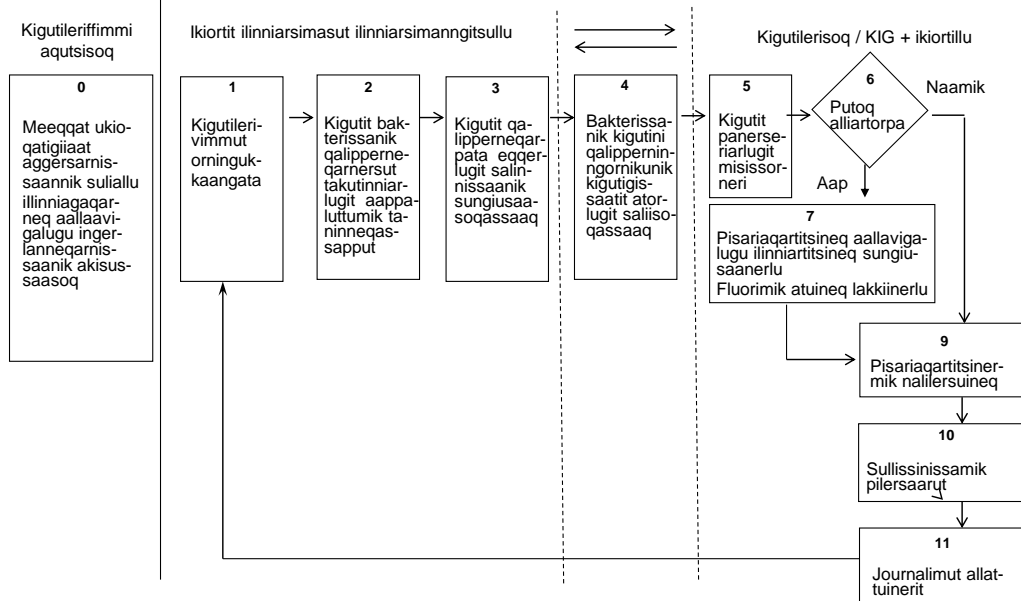 Kigutileriffimmi
aqutsisoq
Ikiortit ilinniarsimasut ilinniarsimanngitsullu
Kigutilerisoq / KIG + ikiortillu
0
Meeqqat ukio-
qatigiiaat
aggersarnis-
saannik suliallu
illinniagaqar-
neq aallaavi-
galugu inger-
lanneqarnis-
saanik akisus-
saasoq
1
Kigutileri-
vimmut
orninguk-
kaangata
2
Kigutit bak-
terissanik
qalipperne-
qarnersut
takutinniar-
lugit aappa-
luttumik ta-
ninneqas-
sapput
3
Kigutit qa-
lipperneqar-
pata eqqer-
lugit salin-
nissaanik
sungiusaa-
soqassaaq
4
Bakterissa-
nik kigutini
qalippernin-
ngornikunik
kigutigis-
saatit ator-
lugit saliiso-
qassaaq
5
Kigutit
panerse-
riarlugit
misissor-
neri
6
Putoq
alliartorpa
Naamik
Aap
7
Pisariaqartitsineq aallaviga-
lugu ilinniartitsineq sungiu-
saanerlu
Fluorimik atuineq lakkiinerlu
9
Pisariaqartitsiner-
mik nalilersuineq
10
Sullissinissamik
pilersaarut
11
Journalimut allat-
tuinerit